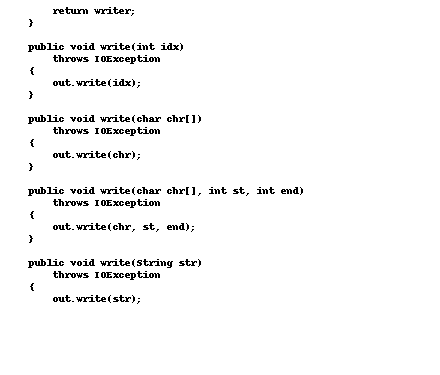 return writer;
}
public void write(int idx)
throws IOException
{
out.write(idx);
}
public void write(char chr[])
throws IOException
{
out.write(chr);
}
public void write(char chr[], int st, int end)
throws IOException
{
out.write(chr, st, end);
}
public void write(String str)
throws IOException
{
out.write(str);